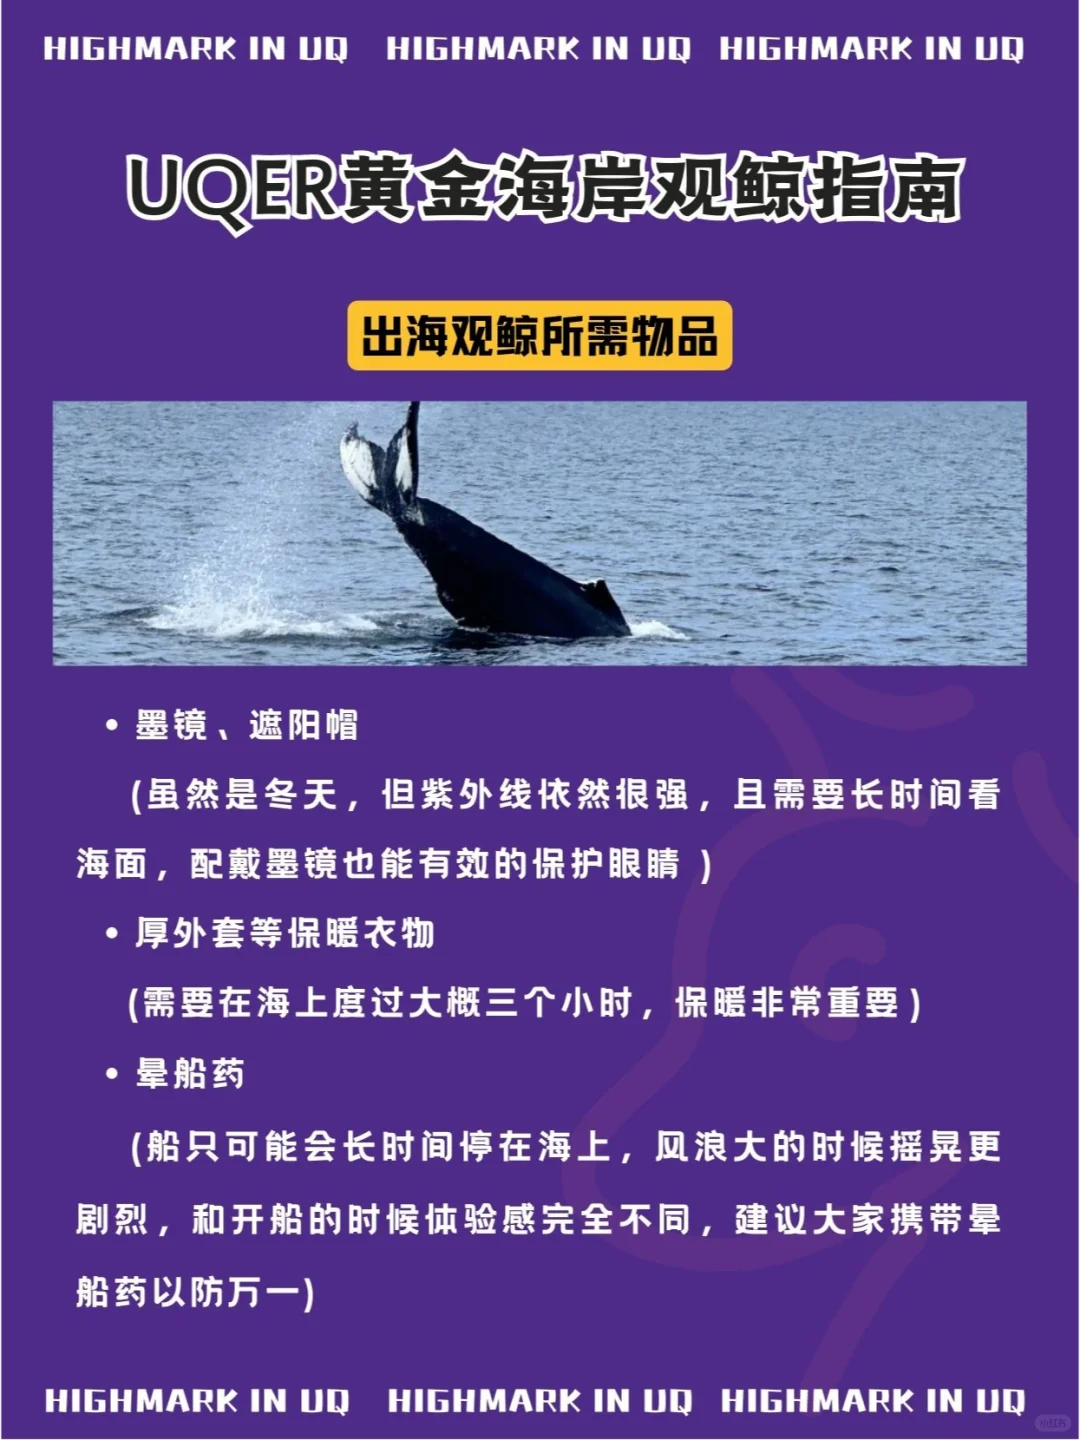 HIGHMARK IN UQ HIGHMARK IN UQ HIGHMARK IN UQ
UQER黄金海岸观鲸指南
出海观鲸所需物品
• 墨镜、遮阳帽
(虽然是冬天，但紫外线依然很强，且需要长时间看
海面，配戴墨镜也能有效的保护眼睛 )
• 厚外套等保暖衣物
(需要在海上度过大概三个小时，保暖非常重要)
• 晕船药
(船只可能会长时间停在海上，风浪大的时候摇晃更
剧烈，和开船的时候体验感完全不同，建议大家携带晕
船药以防万一)
HIGHMARK IN UQ HIGHMARK IN UQ HIGHMARK IN UQ
小红书